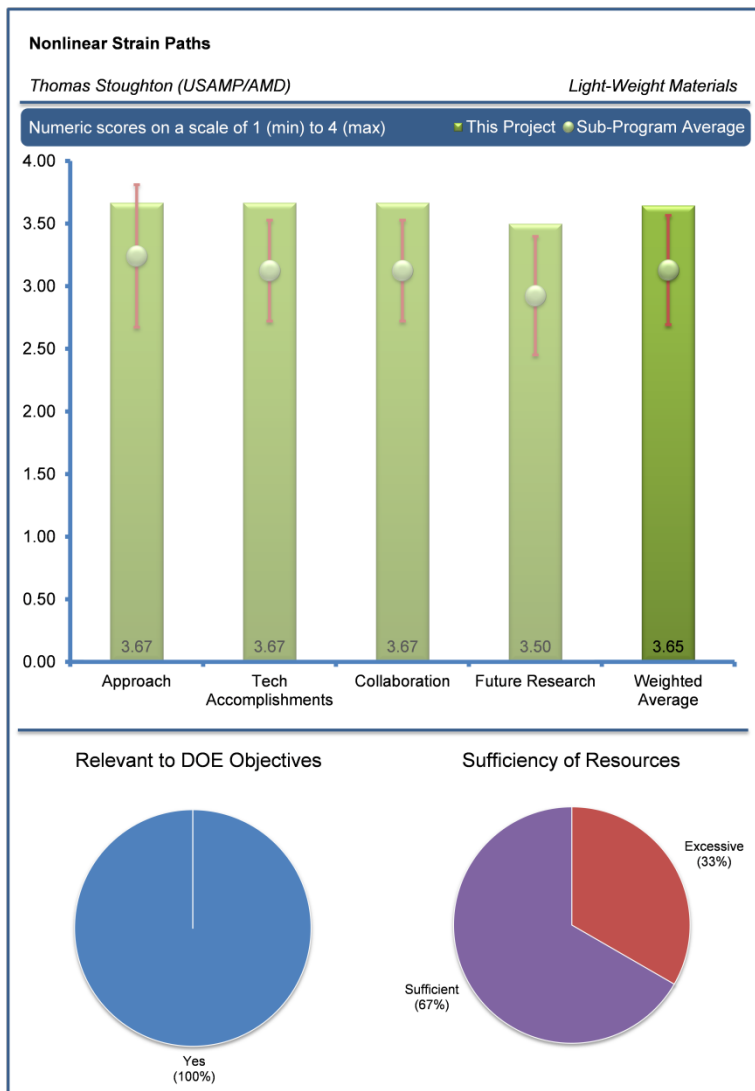 Nonlinear Strain Paths
Thomas Stoughton (USAMP/AMD) Light-Weight Materials
Numeric scores on a scale of 1 (min) to 4 (max) This Project Sub-Program Average
4.00
3.50
3.00
2.50
2.00
1.50
1.00
0.50
0.00
3.67 3.67 3.67 3.50 3.65
Approach Tech Collaboration Future Research Weighted
Accomplishments Average
Relevant to DOE Objectives Sufficiency of Resources
Yes
(100%)
Excessive
(33%)
Sufficient
(67%)